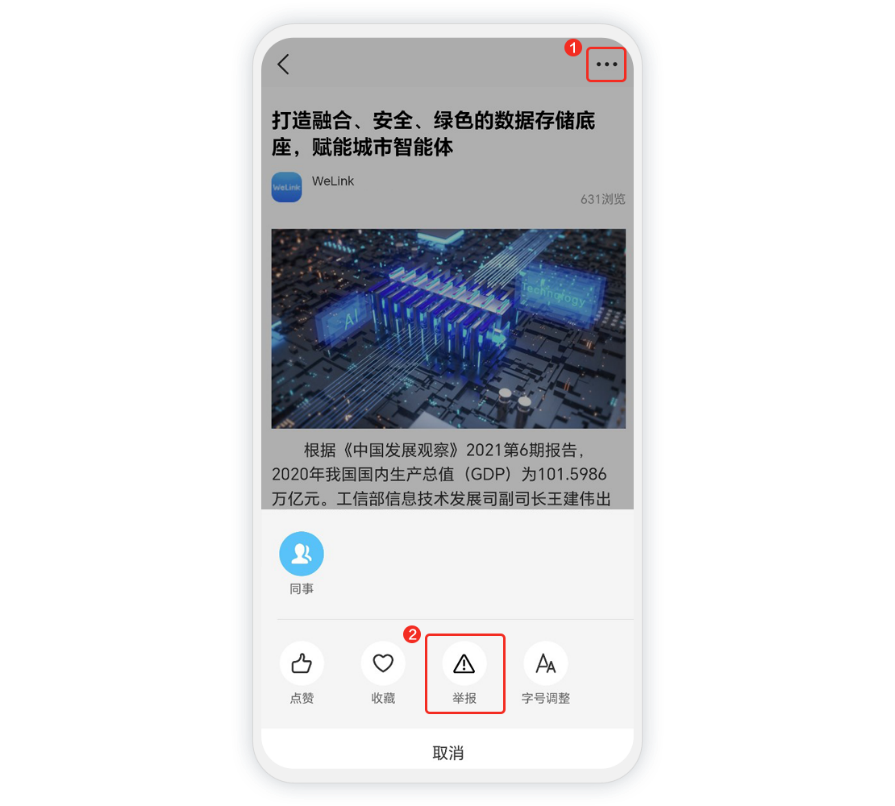 1
打造融合、安全、绿色的数据存储底
座，赋能城市智能体
WeLink
WeLink
631浏览
AI
Technology
根据《中国发展观察》2021第6期报告，
2020年我国国内生产总值（GDP）为101.5986
万亿元。工信部信息技术发展司副司长王建伟出
同事
2
点赞
收藏
举报
字号调整
取消